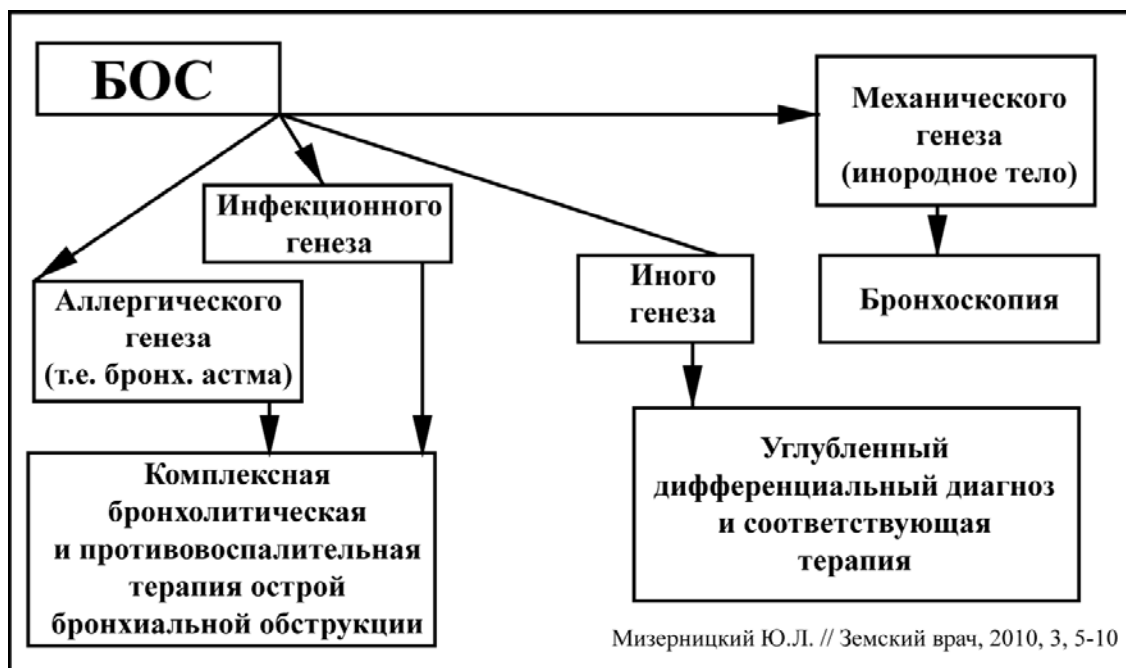 БОС
Механического
генеза
(инородное тело)
Инфекционного
генеза
Иного
генеза
Бронхоскопия
Аллергического
генеза
(т.е. бронх. астма)
Комплексная
бронхолитическая
и противовоспалительная
терапия острой
бронхиальной обструкции
Углубленный
дифференциальный диагноз
и соответствующая
терапия
Мизерницкий Ю.Л. // Земский врач, 2010, 3, 5-10